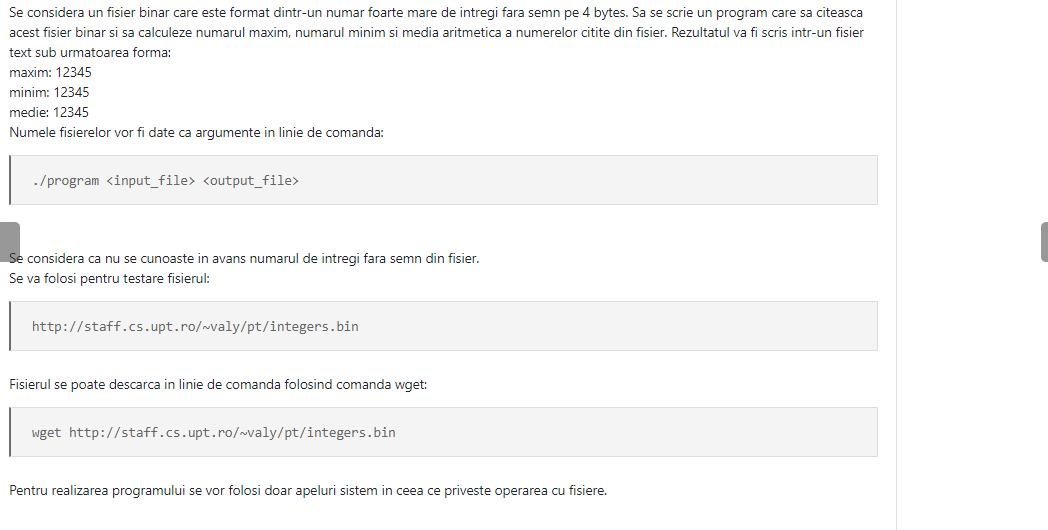 Se considera un fisier binar care este format dintr-un numar foarte mare de intregi fara semn pe 4 bytes. Sa se scrie un program care sa citeasca
acest fisier binar si sa calculeze numarul maxim, numarul minim si media aritmetica a numerelor citite din fisier. Rezultatul va fi scris intr-un fisier
text sub urmatoarea forma:
maxim: 12345
minim: 12345
medie: 12345
Numele fisierelor vor fi date ca argumente in linie de comanda:
./program <input_file> <output_file>
Se considera ca nu se cunoaste in avans numarul de intregi fara semn din fisier.
Se va folosi pentru testare fisierul:
http://staff.cs.upt.ro/~valy/pt/integers.bin
Fisierul se poate descarca in linie de comanda folosind comanda wget:
wget http://staff.cs.upt.ro/~valy/pt/integers.bin
Pentru realizarea programului se vor folosi doar apeluri sistem in ceea ce priveste operarea cu fisiere.